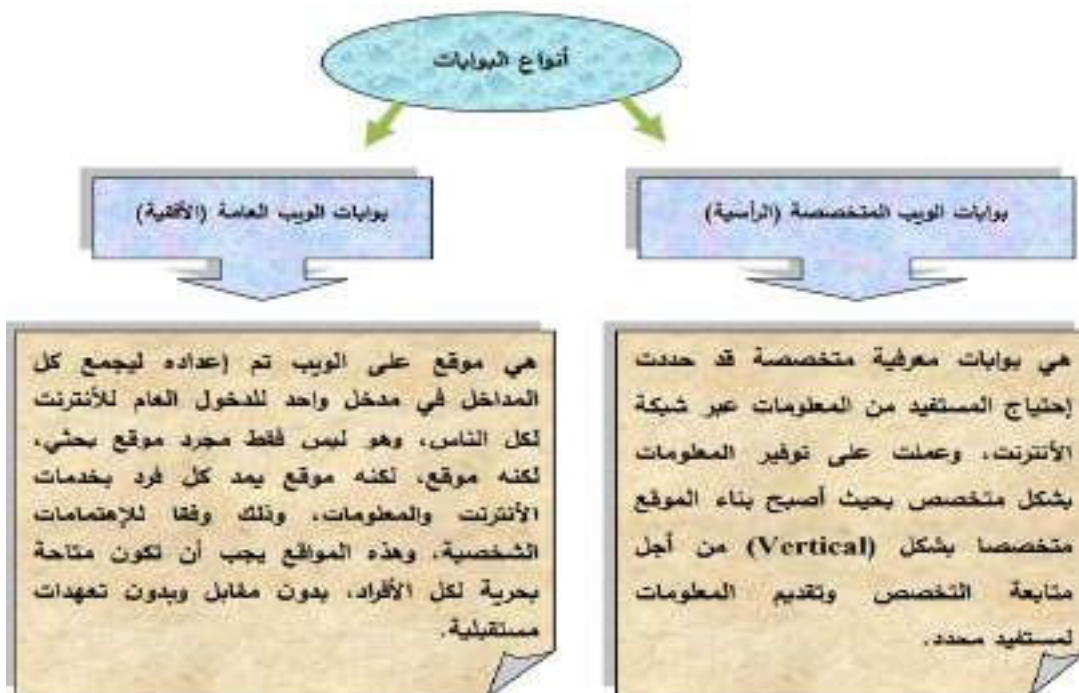 أنواع البوابات
بوابات الويب المتخصصة (الرأسية)
بوابات الويب العامة (الأفقية)
هي بوابات معرفية متخصصة قد حددت
إحتياج المستفيد من المعلومات عبر شبكة
الأنترنت، وعملت على توفير المعلومات
بشكل متخصص بحيث أصبح بناء الموقع
متخصصا بشكل (Vertical) من أجل
متابعة التخصص وتقديم المعلومات
لمستفيد محدد.
هي موقع على الويب تم إعداده ليجمع كل
المداخل في مدخل واحد للدخول العام للأنترنت
لكل الناس، وهو ليس فقط مجرد موقع بحثي،
لكنه موقع، لكنه موقع يمد كل فرد بخدمات
الأنترنت والمعلومات، وذلك وفقا للإهتمامات
الشخصية، وهذه المواقع يجب أن تكون متاحة
بحرية لكل الأفراد، بدون مقابل وبدون تعهدات
مستقبلية.